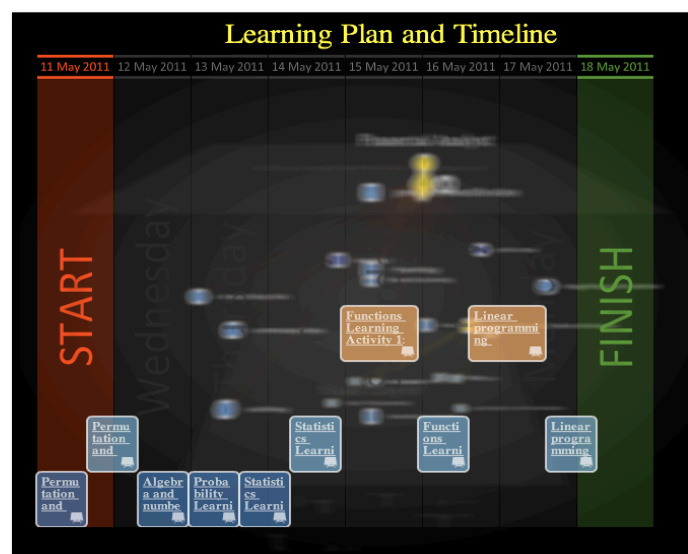 Learning Plan and Timeline
11 May 2011 12 May 2011 13 May 2011 14 May 2011 15 May 2011 16 May 2011 17 May 2011 18 May 2011
START
Wednesday
FINISH
Functions
Learning
Activity 1:
Linear
programmi
ng
Permu
tation
and
Statisti
cs
Learni
Functi
ons
Learni
Linear
progra
mming
Permu
tation
and
Algebr
a and
numbe
Proba
bility
Learni
Statisti
cs
Learni